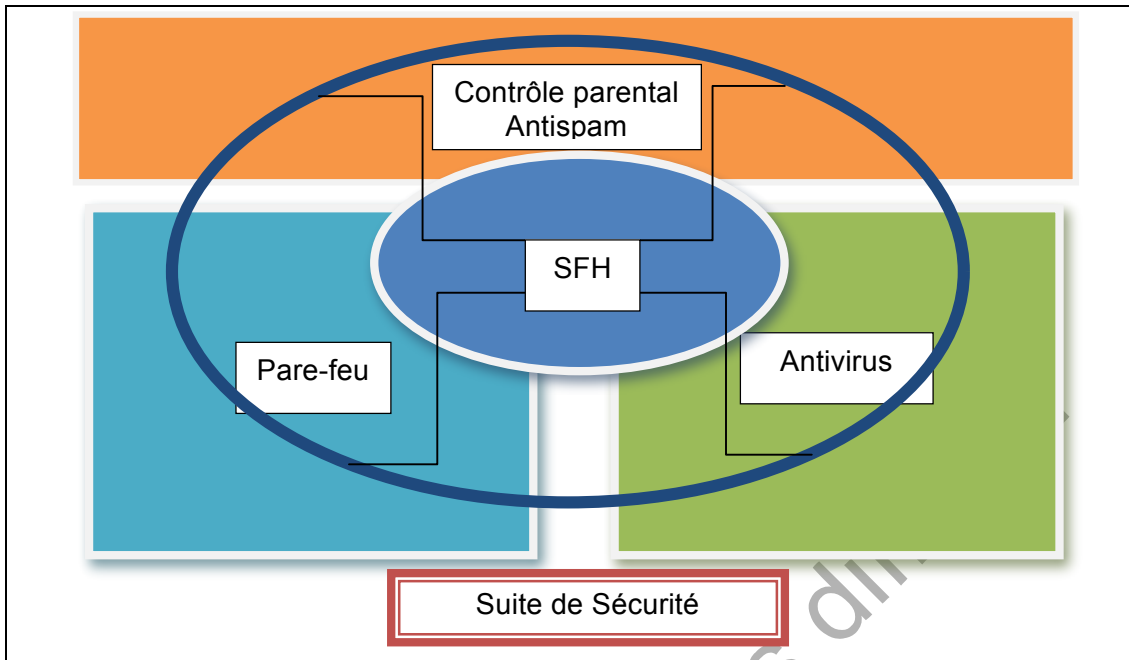 Contrôle parental
Antispam
SFH
Pare-feu
Antivirus
Suite de Sécurité